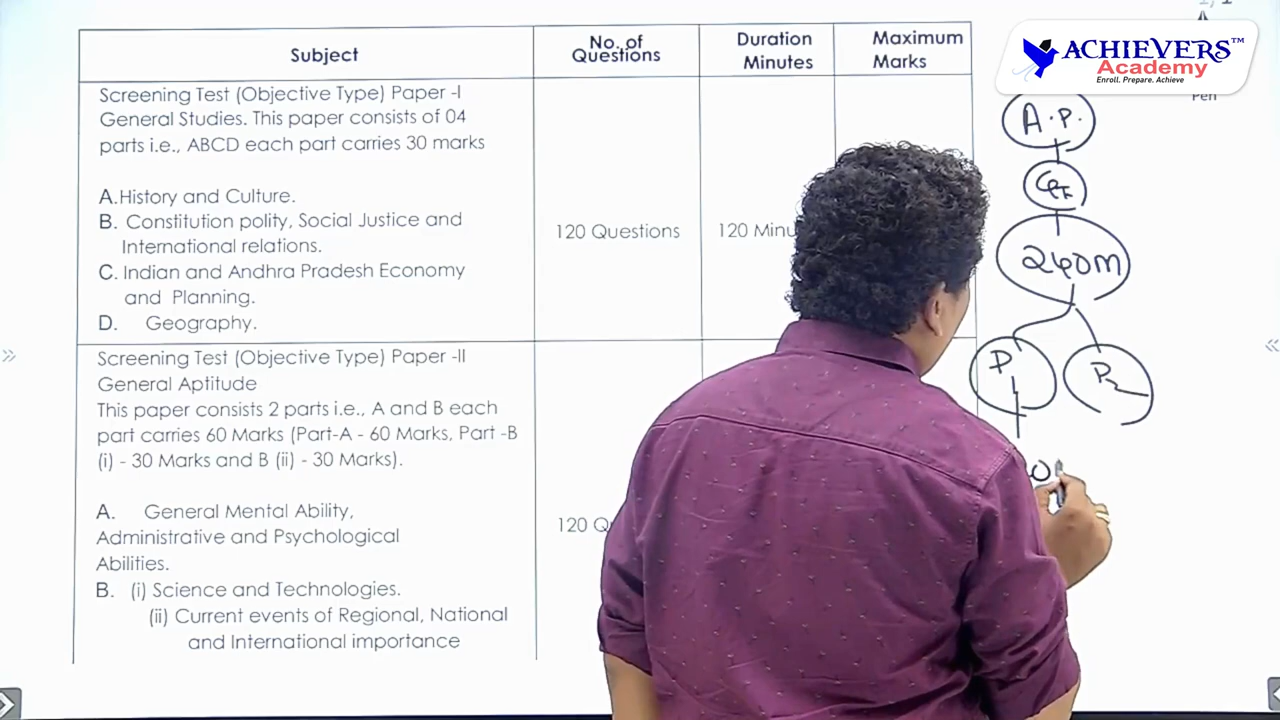 Subject
No. of
Questions
Duration
Minutes
Maximum
Marks
Screening Test (Objective Type) Paper -I
General Studies. This paper consists of 04
parts i.e., ABCD each part carries 30 marks
A.History and Culture.
B. Constitution polity, Social Justice and
International relations.
C. Indian and Andhra Pradesh Economy
and Planning.
D. Geography.
120 Questions
120 Minu
Screening Test (Objective Type) Paper -II
General Aptitude
This paper consists 2 parts i.e., A and B each
part carries 60 Marks (Part-A - 60 Marks, Part -B
(i) - 30 Marks and B (ii) - 30 Marks).
A. General Mental Ability,
Administrative and Psychological
Abilities.
B. (i) Science and Technologies.
(ii) Current events of Regional, National
and International importance
120 Q
ACHIEVERS™
Academy
Enroll. Prepare. Achieve
Pen
A.P.
240M
P1
P2